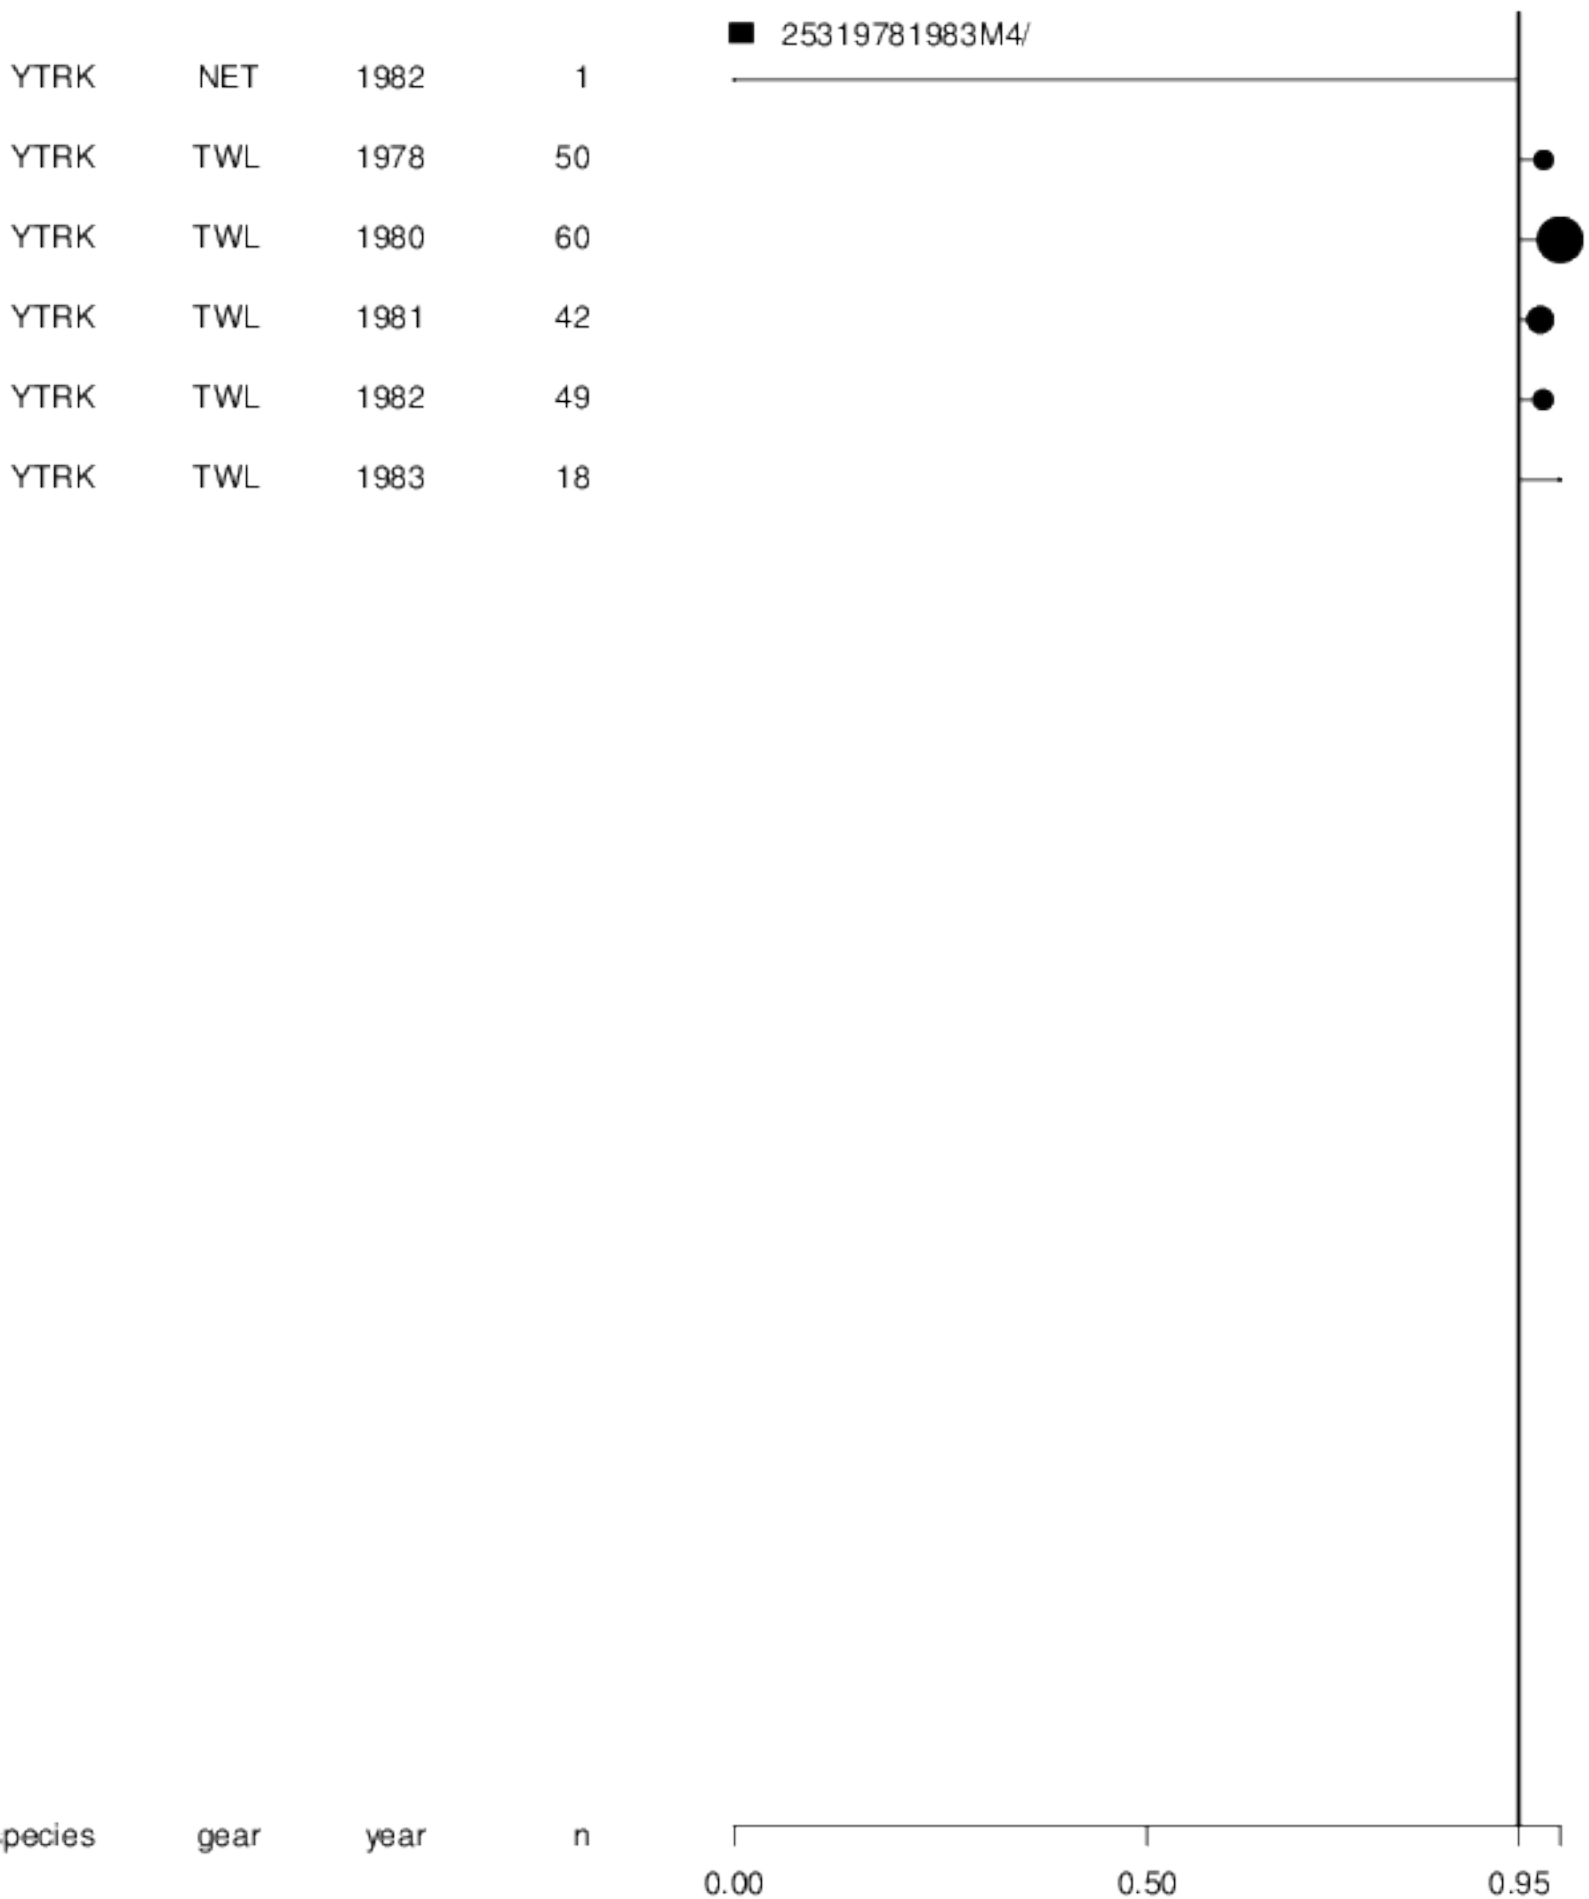 25319781983M4/
YTRK NET 1982 1
YTRK TWL 1978 50
YTRK TWL 1980 60
YTRK TWL 1981 42
YTRK TWL 1982 49
YTRK TWL 1983 18
pecies gear year n
0.00 0.50 0.95